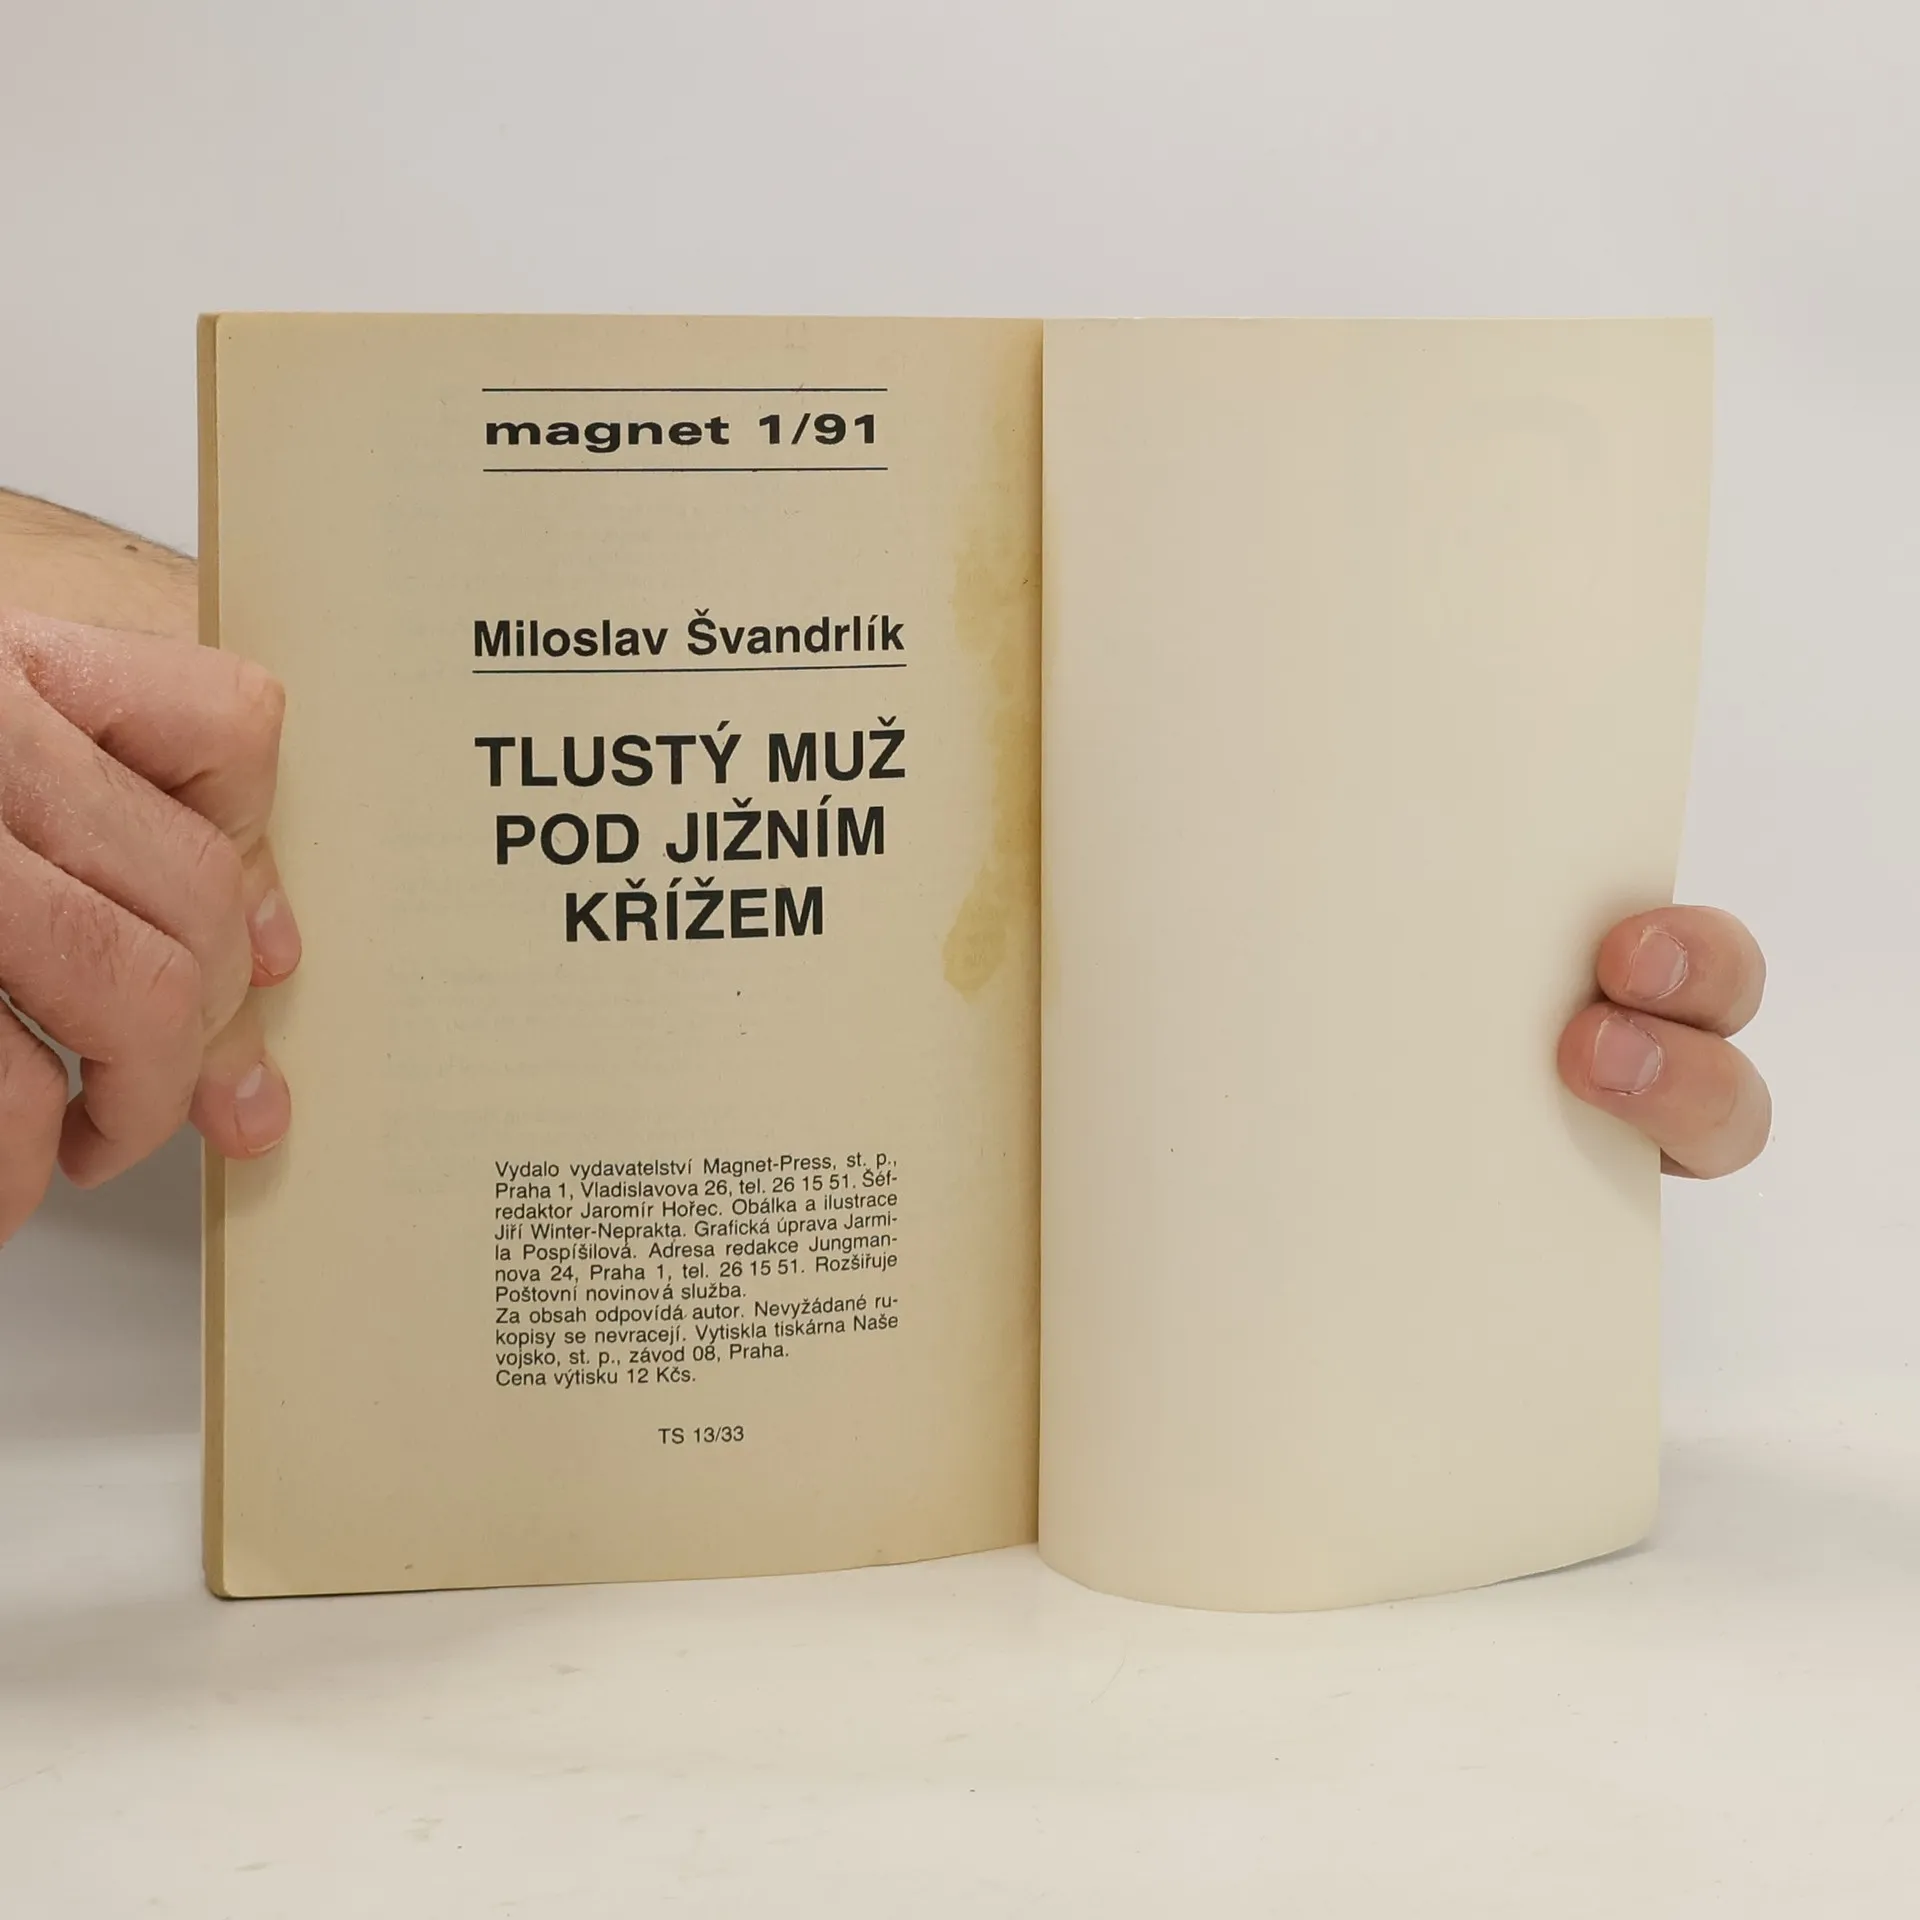 magnet 1/91
Miloslav Švandrlík
TLUSTÝ MUŽ
POD JIŽNÍM
KŘÍŽEM
Vydalo vydavatelství Magnet-Press, st. p.,
Praha 1, Vladislavova 26, tel. 26 15 51. Šéf-
redaktor Jaromír Hořec. Obálka a ilustrace
Jiří Winter-Neprakta. Grafická úprava Jarmi-
la Pospíšilová. Adresa redakce Jungman-
nova 24, Praha 1, tel. 26 15 51. Rozšiřuje
Poštovní novinová služba.
Za obsah odpovídá autor. Nevyžádané ru-
kopisy se nevracejí. Vytiskla tiskárna Naše
vojsko, st. p., závod 08, Praha.
Cena výtisku 12 Kčs.
TS 13/33